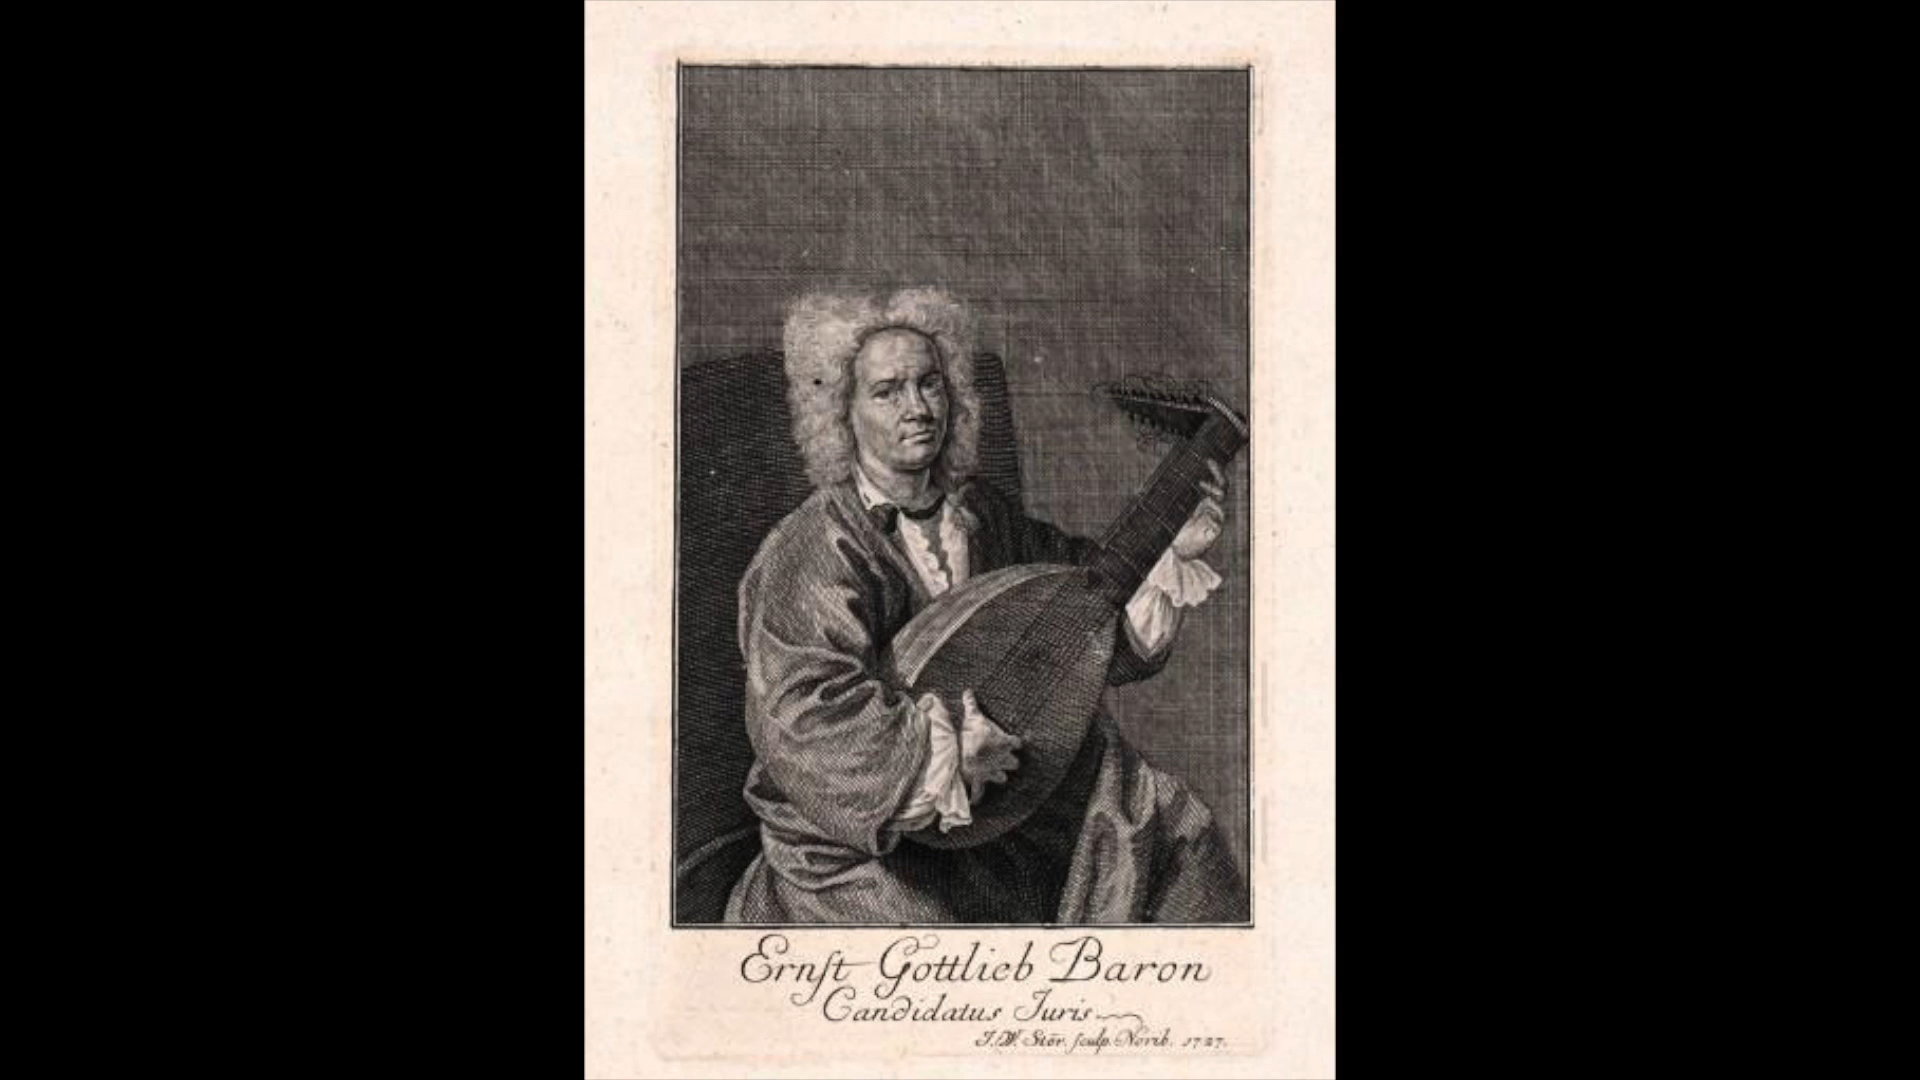 Ernſt Gottlieb Baron
Candidatus Juris
J. W. Stör. ſculp. Norib. 1727.